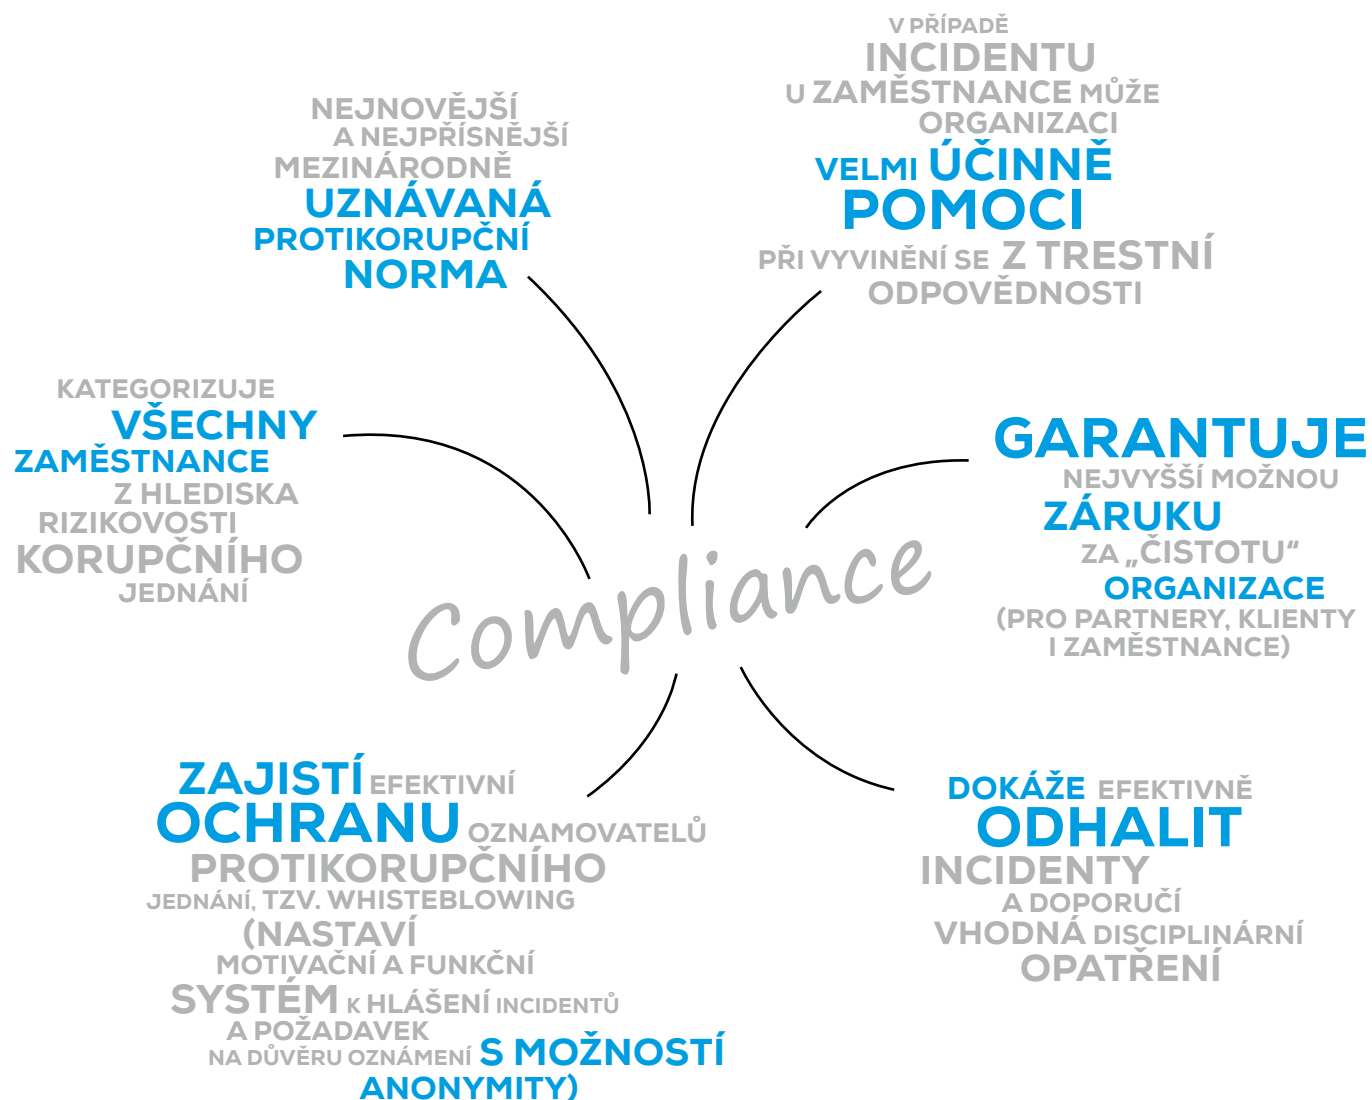 V PŘÍPADĚ
INCIDENTU
U ZAMĚSTNANCE MŮŽE
ORGANIZACI
VELMI ÚČINNĚ
POMOCI
PŘI VYVINĚNÍ SE Z TRESTNÍ
ODPOVĚDNOSTI
NEJNOVĚJŠÍ
A NEJPŘÍSNĚJŠÍ
MEZINÁRODNĚ
UZNÁVANÁ
PROTIKORUPČNÍ
NORMA
KATEGORIZUJE
VŠECHNY
ZAMĚSTNANCE
Z HLEDISKA
RIZIKOVOSTI
KORUPČNÍHO
JEDNÁNÍ
GARANTUJE
NEJVYŠŠÍ MOŽNOU
ZÁRUKU
ZA „ČISTOTU“
ORGANIZACE
(PRO PARTNERY, KLIENTY
I ZAMĚSTNANCE)
Compliance
ZAJISTÍ EFEKTIVNÍ
OCHRANU OZNAMOVATELŮ
PROTIKORUPČNÍHO
JEDNÁNÍ, TZV. WHISTEBLOWING
(NASTAVÍ
MOTIVAČNÍ A FUNKČNÍ
SYSTÉM K HLÁŠENÍ INCIDENTŮ
A POŽADAVEK
NA DŮVĚRU OZNÁMENÍ S MOŽNOSTÍ
ANONYMITY)
DOKÁŽE EFEKTIVNĚ
ODHALIT
INCIDENTY
A DOPORUČÍ
VHODNÁ DISCIPLINÁRNÍ
OPATŘENÍ